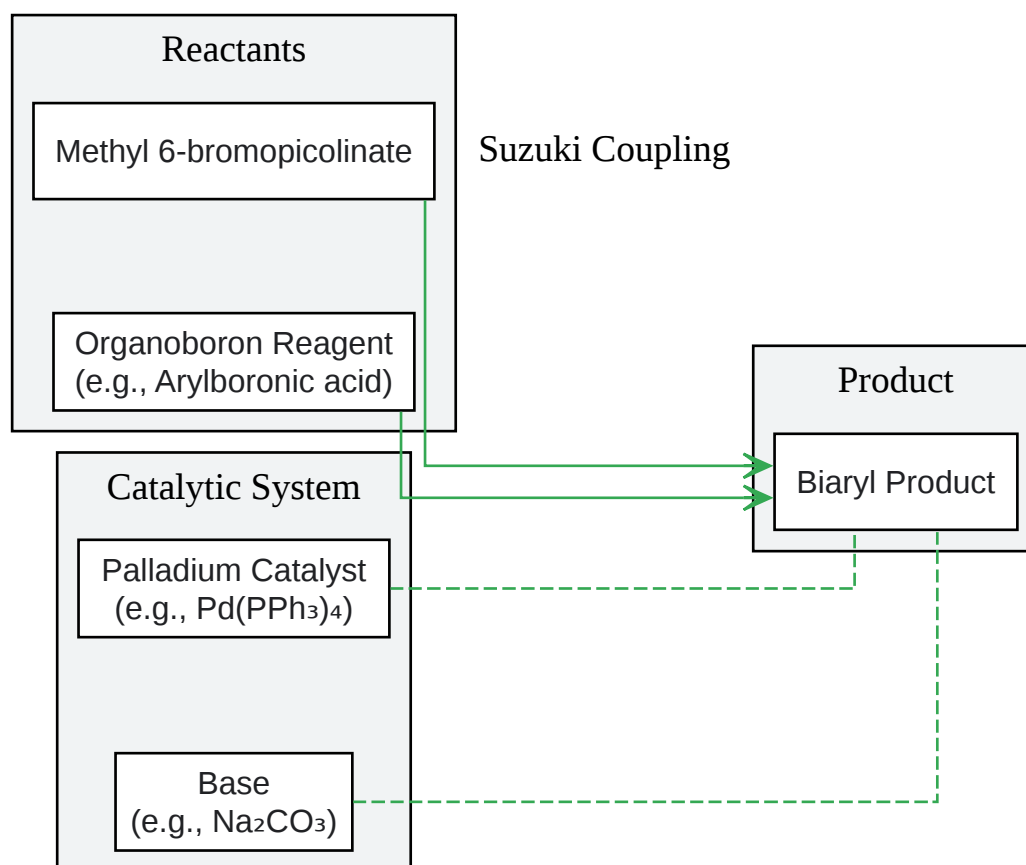 Reactants
Methyl 6-bromopicolinate
Suzuki Coupling
Organoboron Reagent
(e.g., Arylboronic acid)
Product
Biaryl Product
Catalytic System
Palladium Catalyst
(e.g., Pd(PPh₃)₄)
Base
(e.g., Na₂CO₃)